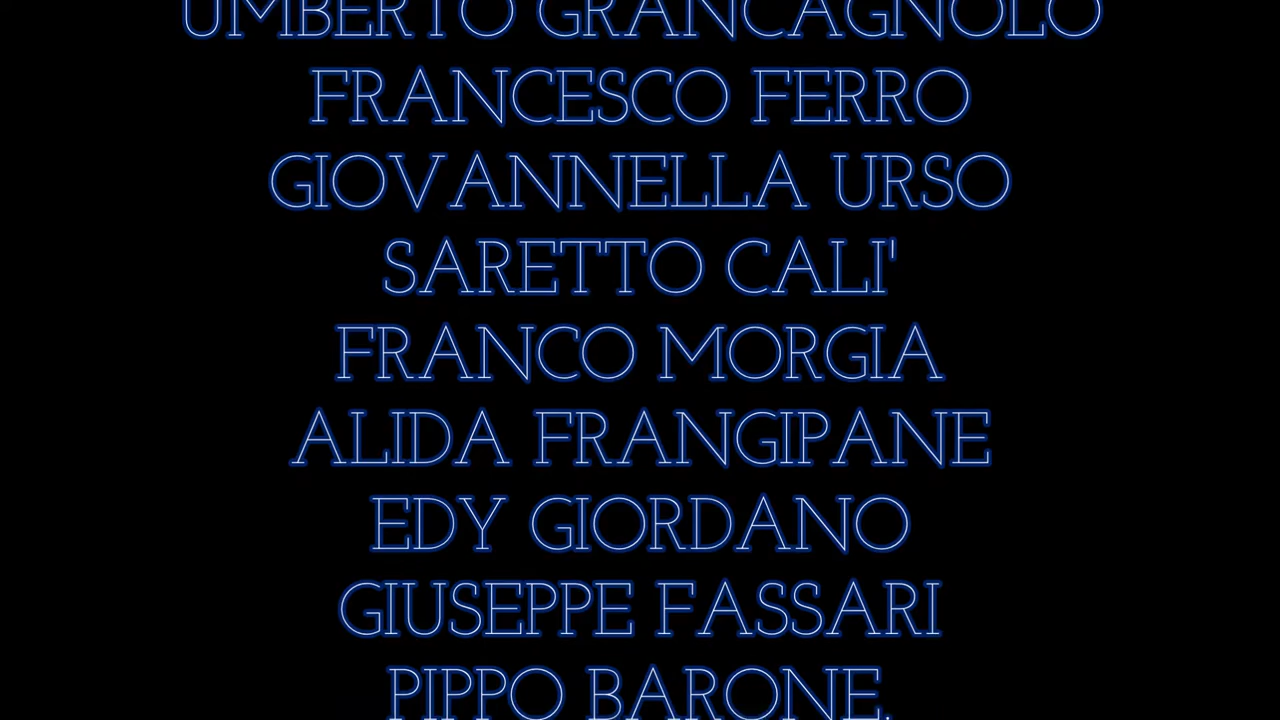 UMBERTO GRANCAGNOLO
FRANCESCO FERRO
GIOVANNELLA URSO
SARETTO CALI'
FRANCO MORGIA
ALIDA FRANGIPANE
EDY GIORDANO
GIUSEPPE FASSARI
PIPPO BARONE.